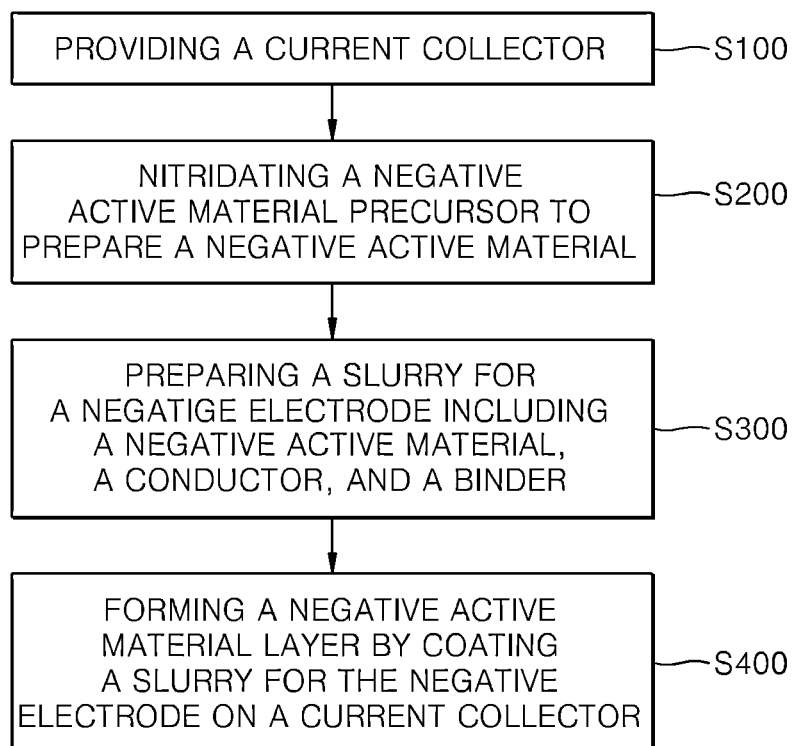 PROVIDING A CURRENT COLLECTOR
S100
NITRIDATING A NEGATIVE
ACTIVE MATERIAL PRECURSOR TO
PREPARE A NEGATIVE ACTIVE MATERIAL
S200
PREPARING A SLURRY FOR
A NEGATIGE ELECTRODE INCLUDING
A NEGATIVE ACTIVE MATERIAL,
A CONDUCTOR, AND A BINDER
S300
FORMING A NEGATIVE ACTIVE
MATERIAL LAYER BY COATING
A SLURRY FOR THE NEGATIVE
ELECTRODE ON A CURRENT COLLECTOR
S400